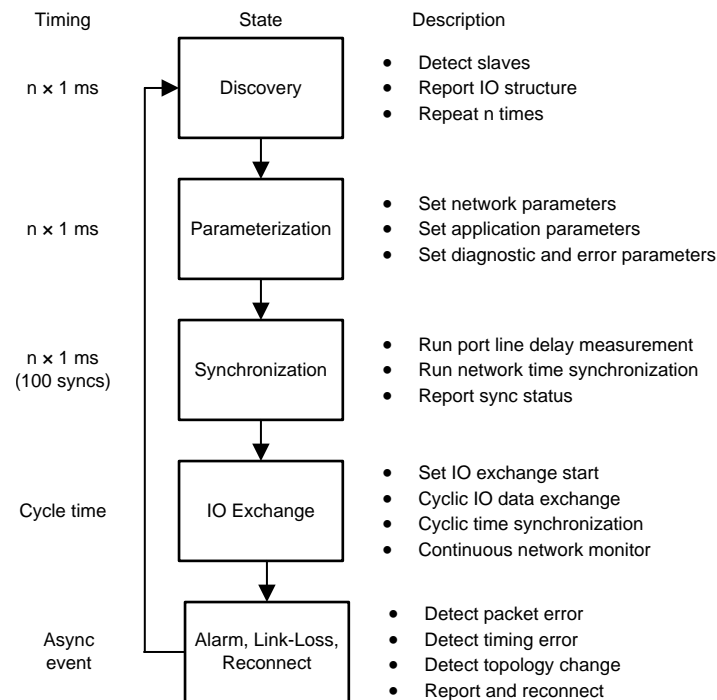 Timing State Description
n × 1 ms
Discovery
• Detect slaves
• Report IO structure
• Repeat n times
n × 1 ms
Parameterization
• Set network parameters
• Set application parameters
• Set diagnostic and error parameters
n × 1 ms
(100 syncs)
Synchronization
• Run port line delay measurement
• Run network time synchronization
• Report sync status
Cycle time
IO Exchange
• Set IO exchange start
• Cyclic IO data exchange
• Cyclic time synchronization
• Continuous network monitor
Async
event
Alarm, Link-Loss,
Reconnect
• Detect packet error
• Detect timing error
• Detect topology change
• Report and reconnect